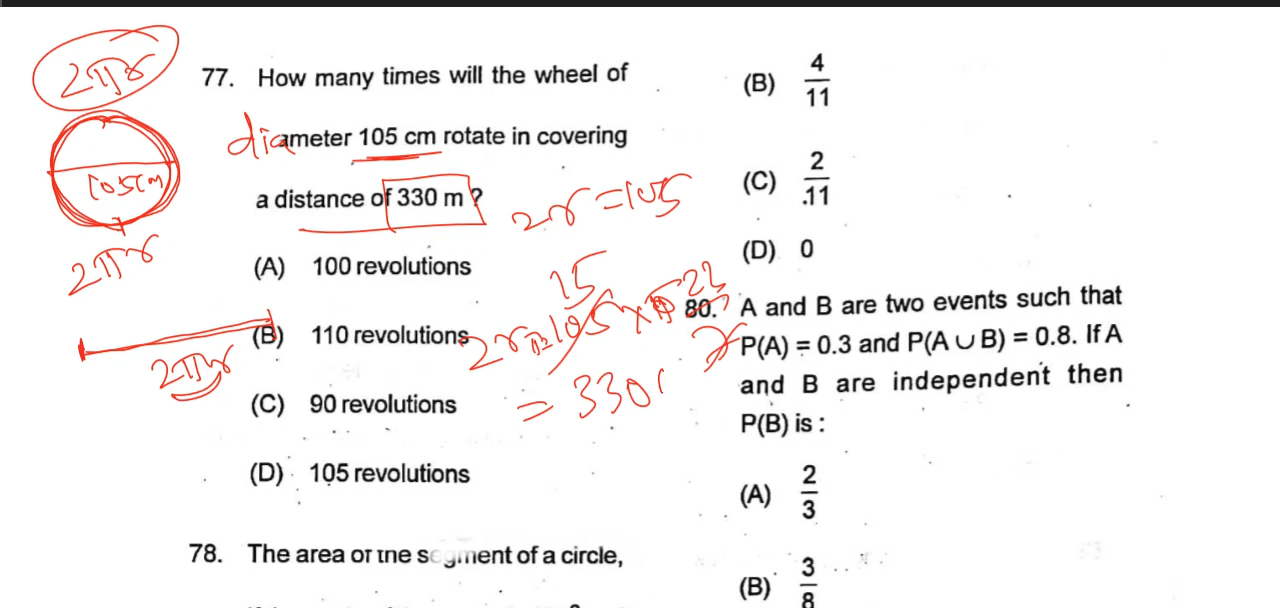 2πr
77. How many times will the wheel of
diameter 105 cm rotate in covering
a distance of 330 m ?
(A) 100 revolutions
(B) 110 revolutions
(C) 90 revolutions
(D) 105 revolutions
78. The area or the segment of a circle,
105cm
2πr
2πr
2r = 105
15
22
= 330
(B) 4/11
(C) 2/11
(D) 0
80. A and B are two events such that
P(A) = 0.3 and P(A ∪ B) = 0.8. If A
and B are independent then
P(B) is :
(A) 2/3
(B) 3/8